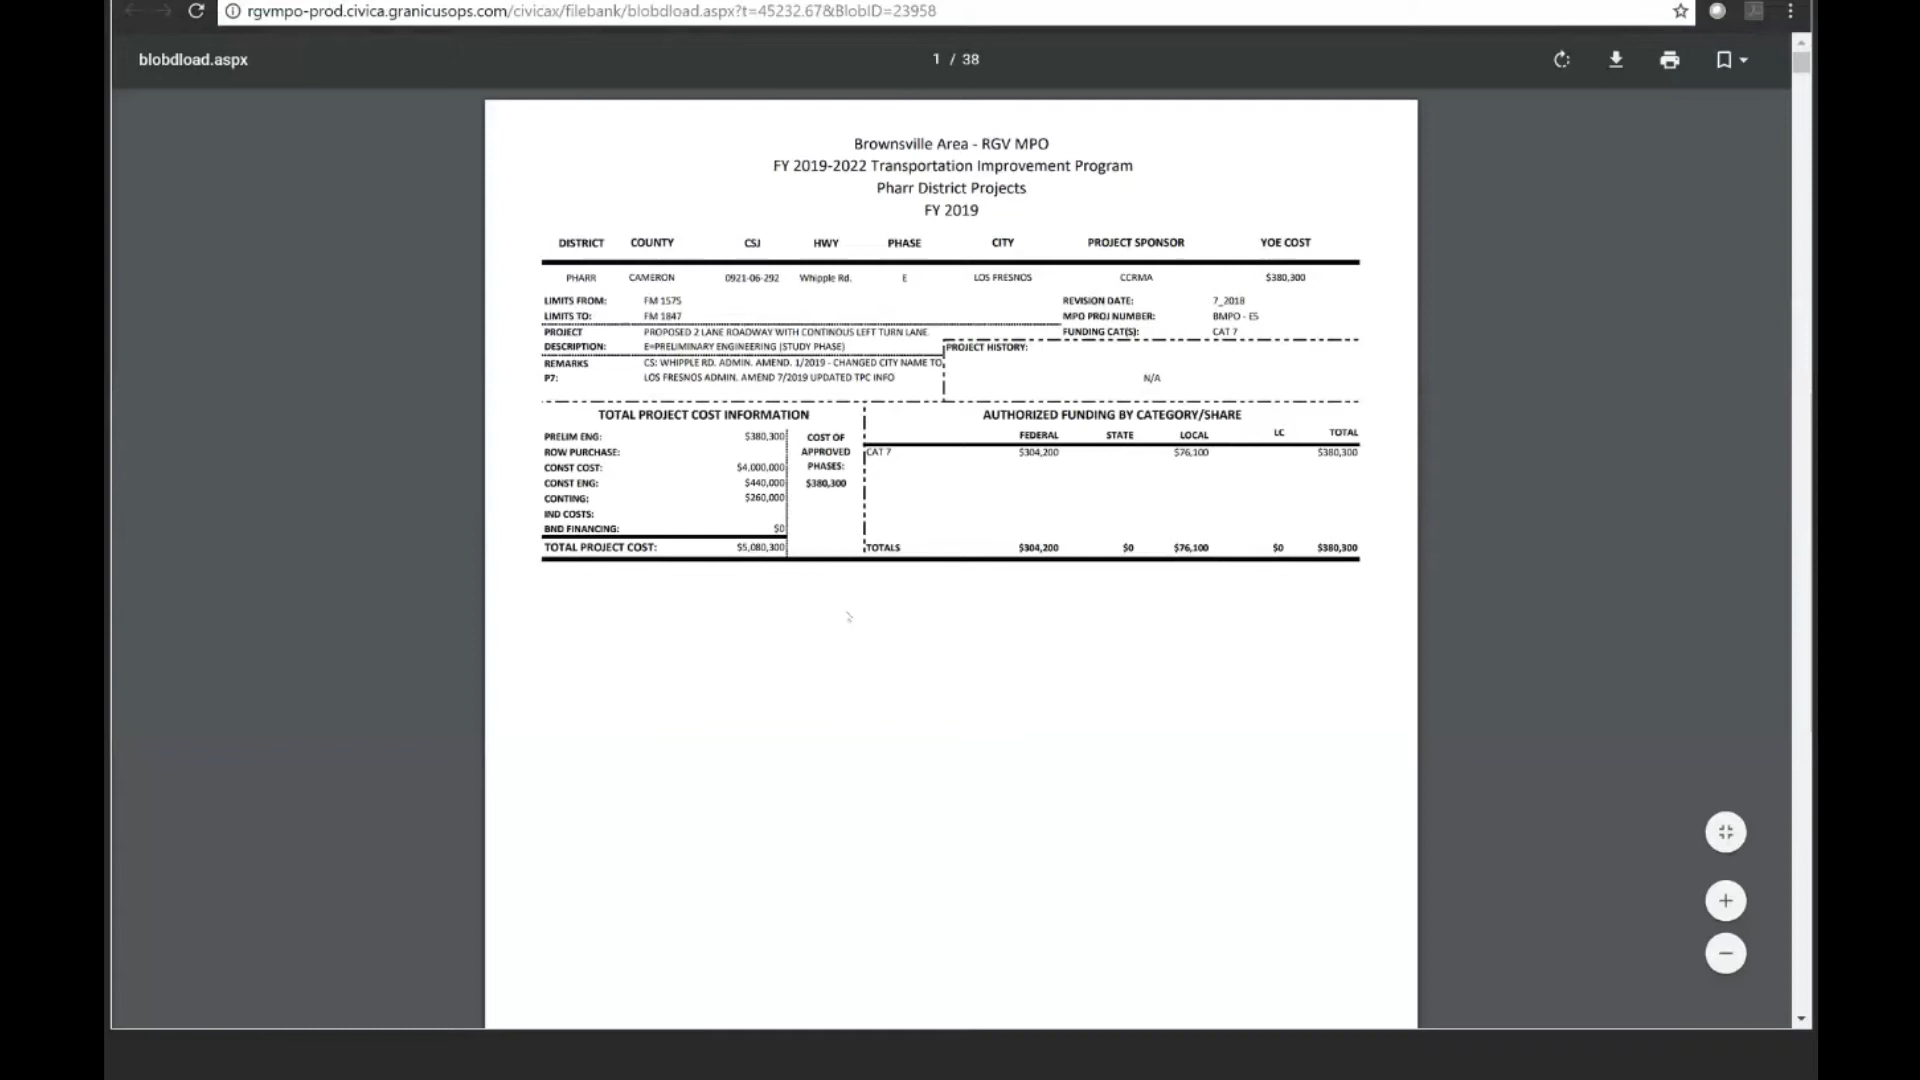 rgvmpo-prod.civica.granicusops.com/civicax/filebank/blobdload.aspx?t=45232.67&BlobID=23958
blobdload.aspx
1 / 38
Brownsville Area - RGV MPO
FY 2019-2022 Transportation Improvement Program
Pharr District Projects
FY 2019
DISTRICT COUNTY CSJ HWY PHASE CITY PROJECT SPONSOR YOE COST
PHARR CAMERON 0921-06-292 Whipple Rd. E LOS FRESNOS CCRMA $380,300
LIMITS FROM: FM 1575 REVISION DATE: 7_2018
LIMITS TO: FM 1847 MPO PROJ NUMBER: BMPO - E5
PROJECT PROPOSED 2 LANE ROADWAY WITH CONTINOUS LEFT TURN LANE. FUNDING CAT(S): CAT 7
DESCRIPTION: E=PRELIMINARY ENGINEERING (STUDY PHASE) PROJECT HISTORY:
REMARKS CS: WHIPPLE RD. ADMIN. AMEND. 1/2019 - CHANGED CITY NAME TO
P7: LOS FRESNOS ADMIN. AMEND 7/2019 UPDATED TPC INFO N/A
TOTAL PROJECT COST INFORMATION AUTHORIZED FUNDING BY CATEGORY/SHARE
PRELIM ENG: $380,300 COST OF FEDERAL STATE LOCAL LC TOTAL
ROW PURCHASE: APPROVED CAT 7 $304,200 $76,100 $380,300
CONST COST: $4,000,000 PHASES:
CONST ENG: $440,000 $380,300
CONTING: $260,000
IND COSTS:
BND FINANCING: $0
TOTAL PROJECT COST: $5,080,300 TOTALS $304,200 $0 $76,100 $0 $380,300